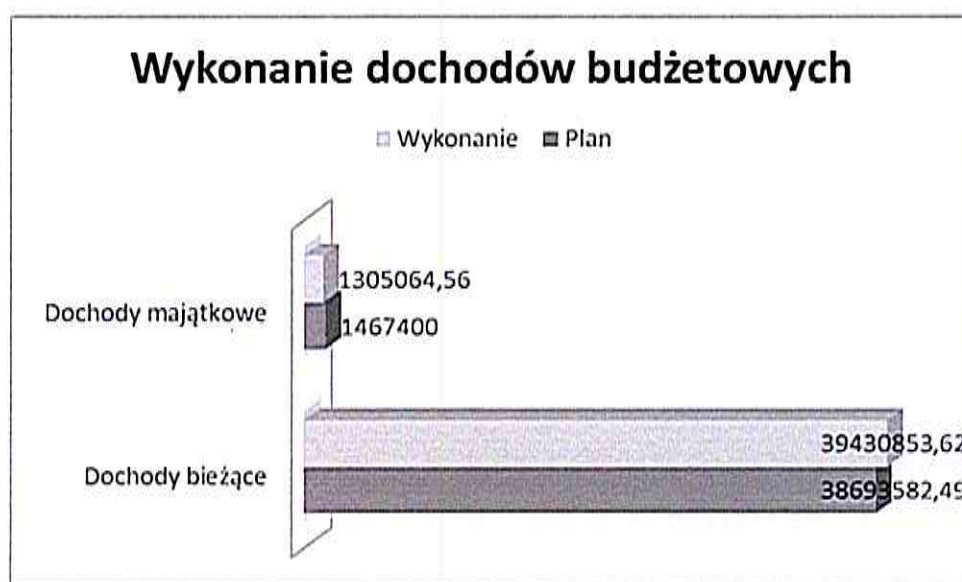 Wykonanie dochodów budżetowych
Wykonanie Plan
Dochody majątkowe
1305064,56
1467400
Dochody bieżące
39430853,62
38693582,49